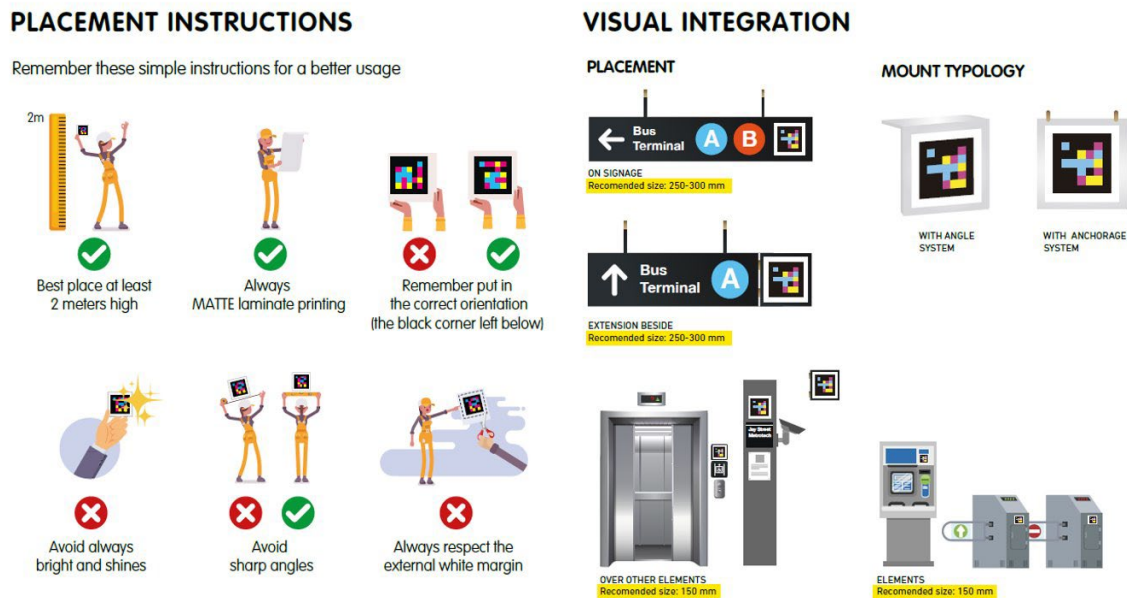 PLACEMENT INSTRUCTIONS
Remember these simple instructions for a better usage
2m
Best place at least
2 meters high
Always
MATTE laminate printing
Remember put in
the correct orientation
(the black corner left below)
Avoid always
bright and shines
Avoid
sharp angles
Always respect the
external white margin
VISUAL INTEGRATION
PLACEMENT
Bus
Terminal
A
B
ON SIGNAGE
Recomended size: 250-300 mm
Bus
Terminal
A
EXTENSION BESIDE
Recomended size: 250-300 mm
MOUNT TYPOLOGY
WITH ANGLE
SYSTEM
WITH ANCHORAGE
SYSTEM
Jay Street
Metrotech
OVER OTHER ELEMENTS
Recomended size: 150 mm
ELEMENTS
Recomended size: 150 mm